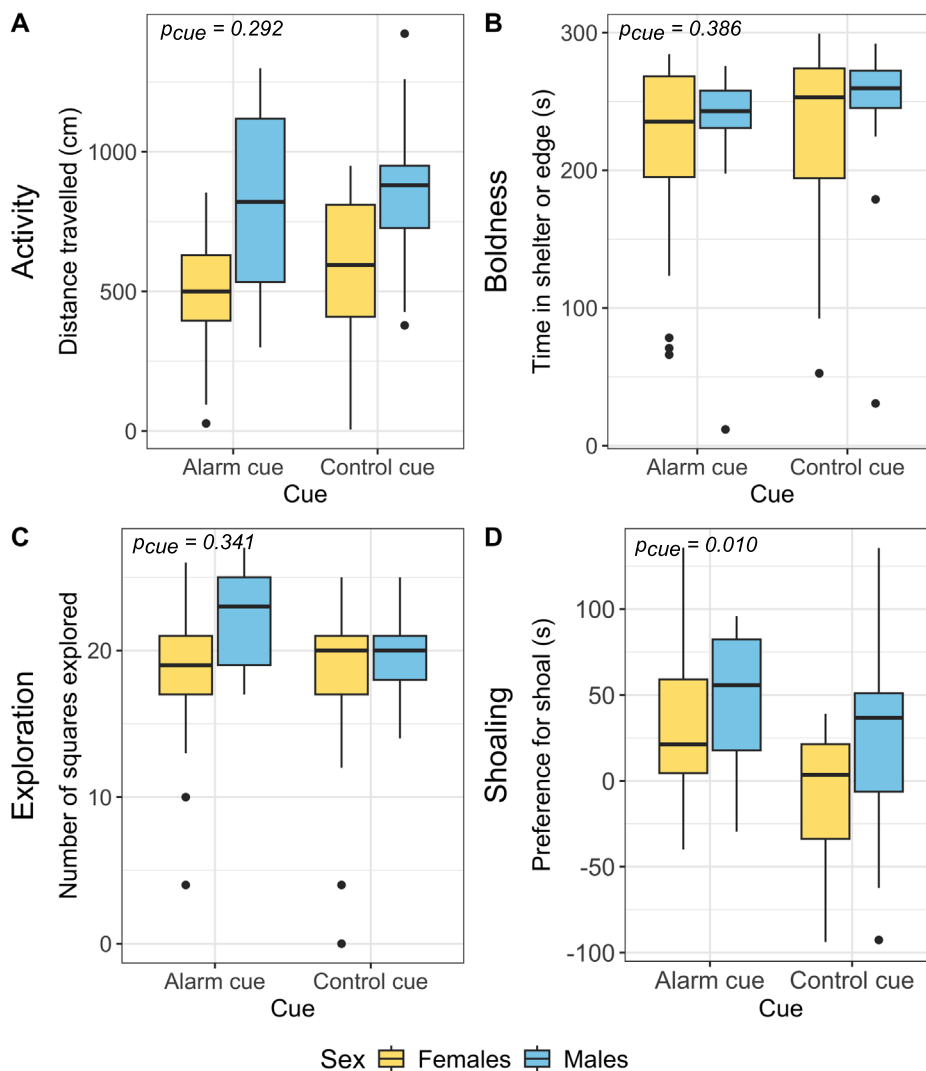 A
p_cue = 0.292
Activity
Distance travelled (cm)
1000
500
0
Alarm cue
Control cue
Cue
B
p_cue = 0.386
Boldness
Time in shelter or edge (s)
300
200
100
0
Alarm cue
Control cue
Cue
C
p_cue = 0.341
Exploration
Number of squares explored
20
10
0
Alarm cue
Control cue
Cue
D
p_cue = 0.010
Shoaling
Preference for shoal (s)
100
50
0
-50
-100
Alarm cue
Control cue
Cue
Sex Females Males